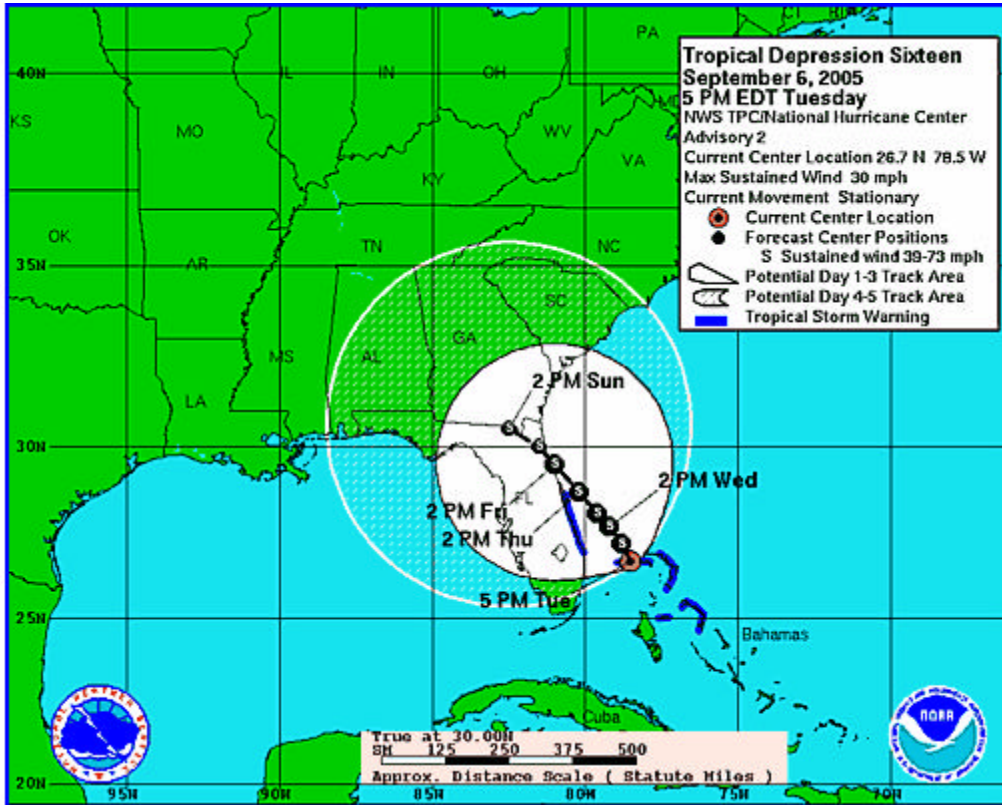 CT
RI
PA
40N
IL
IN
OH
KS
MO
WV
VA
KY
OK
TN
NC
AR
35N
SC
MS
AL
GA
LA
2 PM Sun
30N
2 PM Wed
FL
2 PM Fri
2 PM Thu
5 PM Tue
25N
Bahamas
Cuba
20N
95W
90W
85W
80W
75W
70W
Tropical Depression Sixteen
September 6, 2005
5 PM EDT Tuesday
NWS TPC/National Hurricane Center
Advisory 2
Current Center Location 26.7 N 78.5 W
Max Sustained Wind 30 mph
Current Movement Stationary
Current Center Location
Forecast Center Positions
S Sustained wind 39-73 mph
Potential Day 1-3 Track Area
Potential Day 4-5 Track Area
Tropical Storm Warning
S
S
S
S
S
S
S
True at 30.00N
SM 125 250 375 500
Approx. Distance Scale ( Statute Miles )
NATIONAL WEATHER SERVICE
NOAA